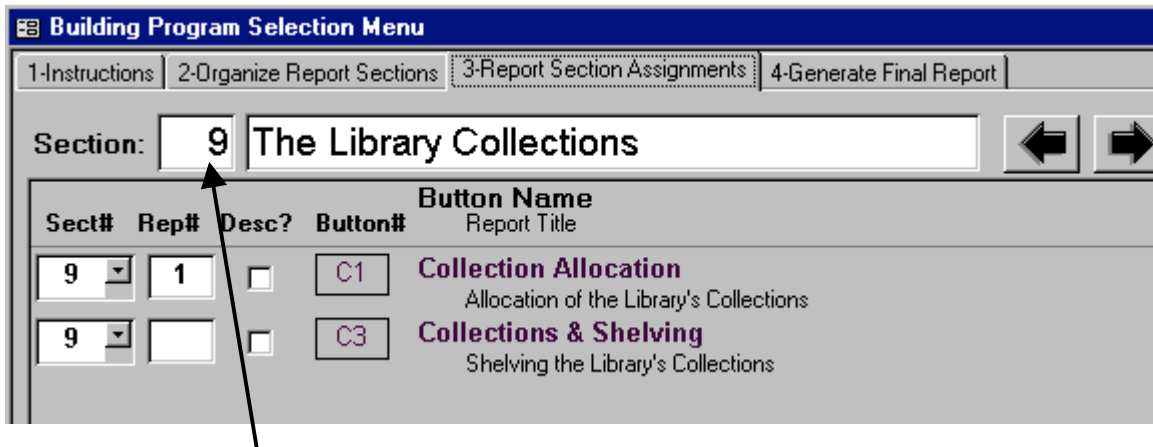 Building Program Selection Menu
1-Instructions 2-Organize Report Sections 3-Report Section Assignments 4-Generate Final Report
Section: 9 The Library Collections
Button Name
Sect# Rep# Desc? Button# Report Title
9 1 C1 Collection Allocation
Allocation of the Library's Collections
9 C3 Collections & Shelving
Shelving the Library's Collections